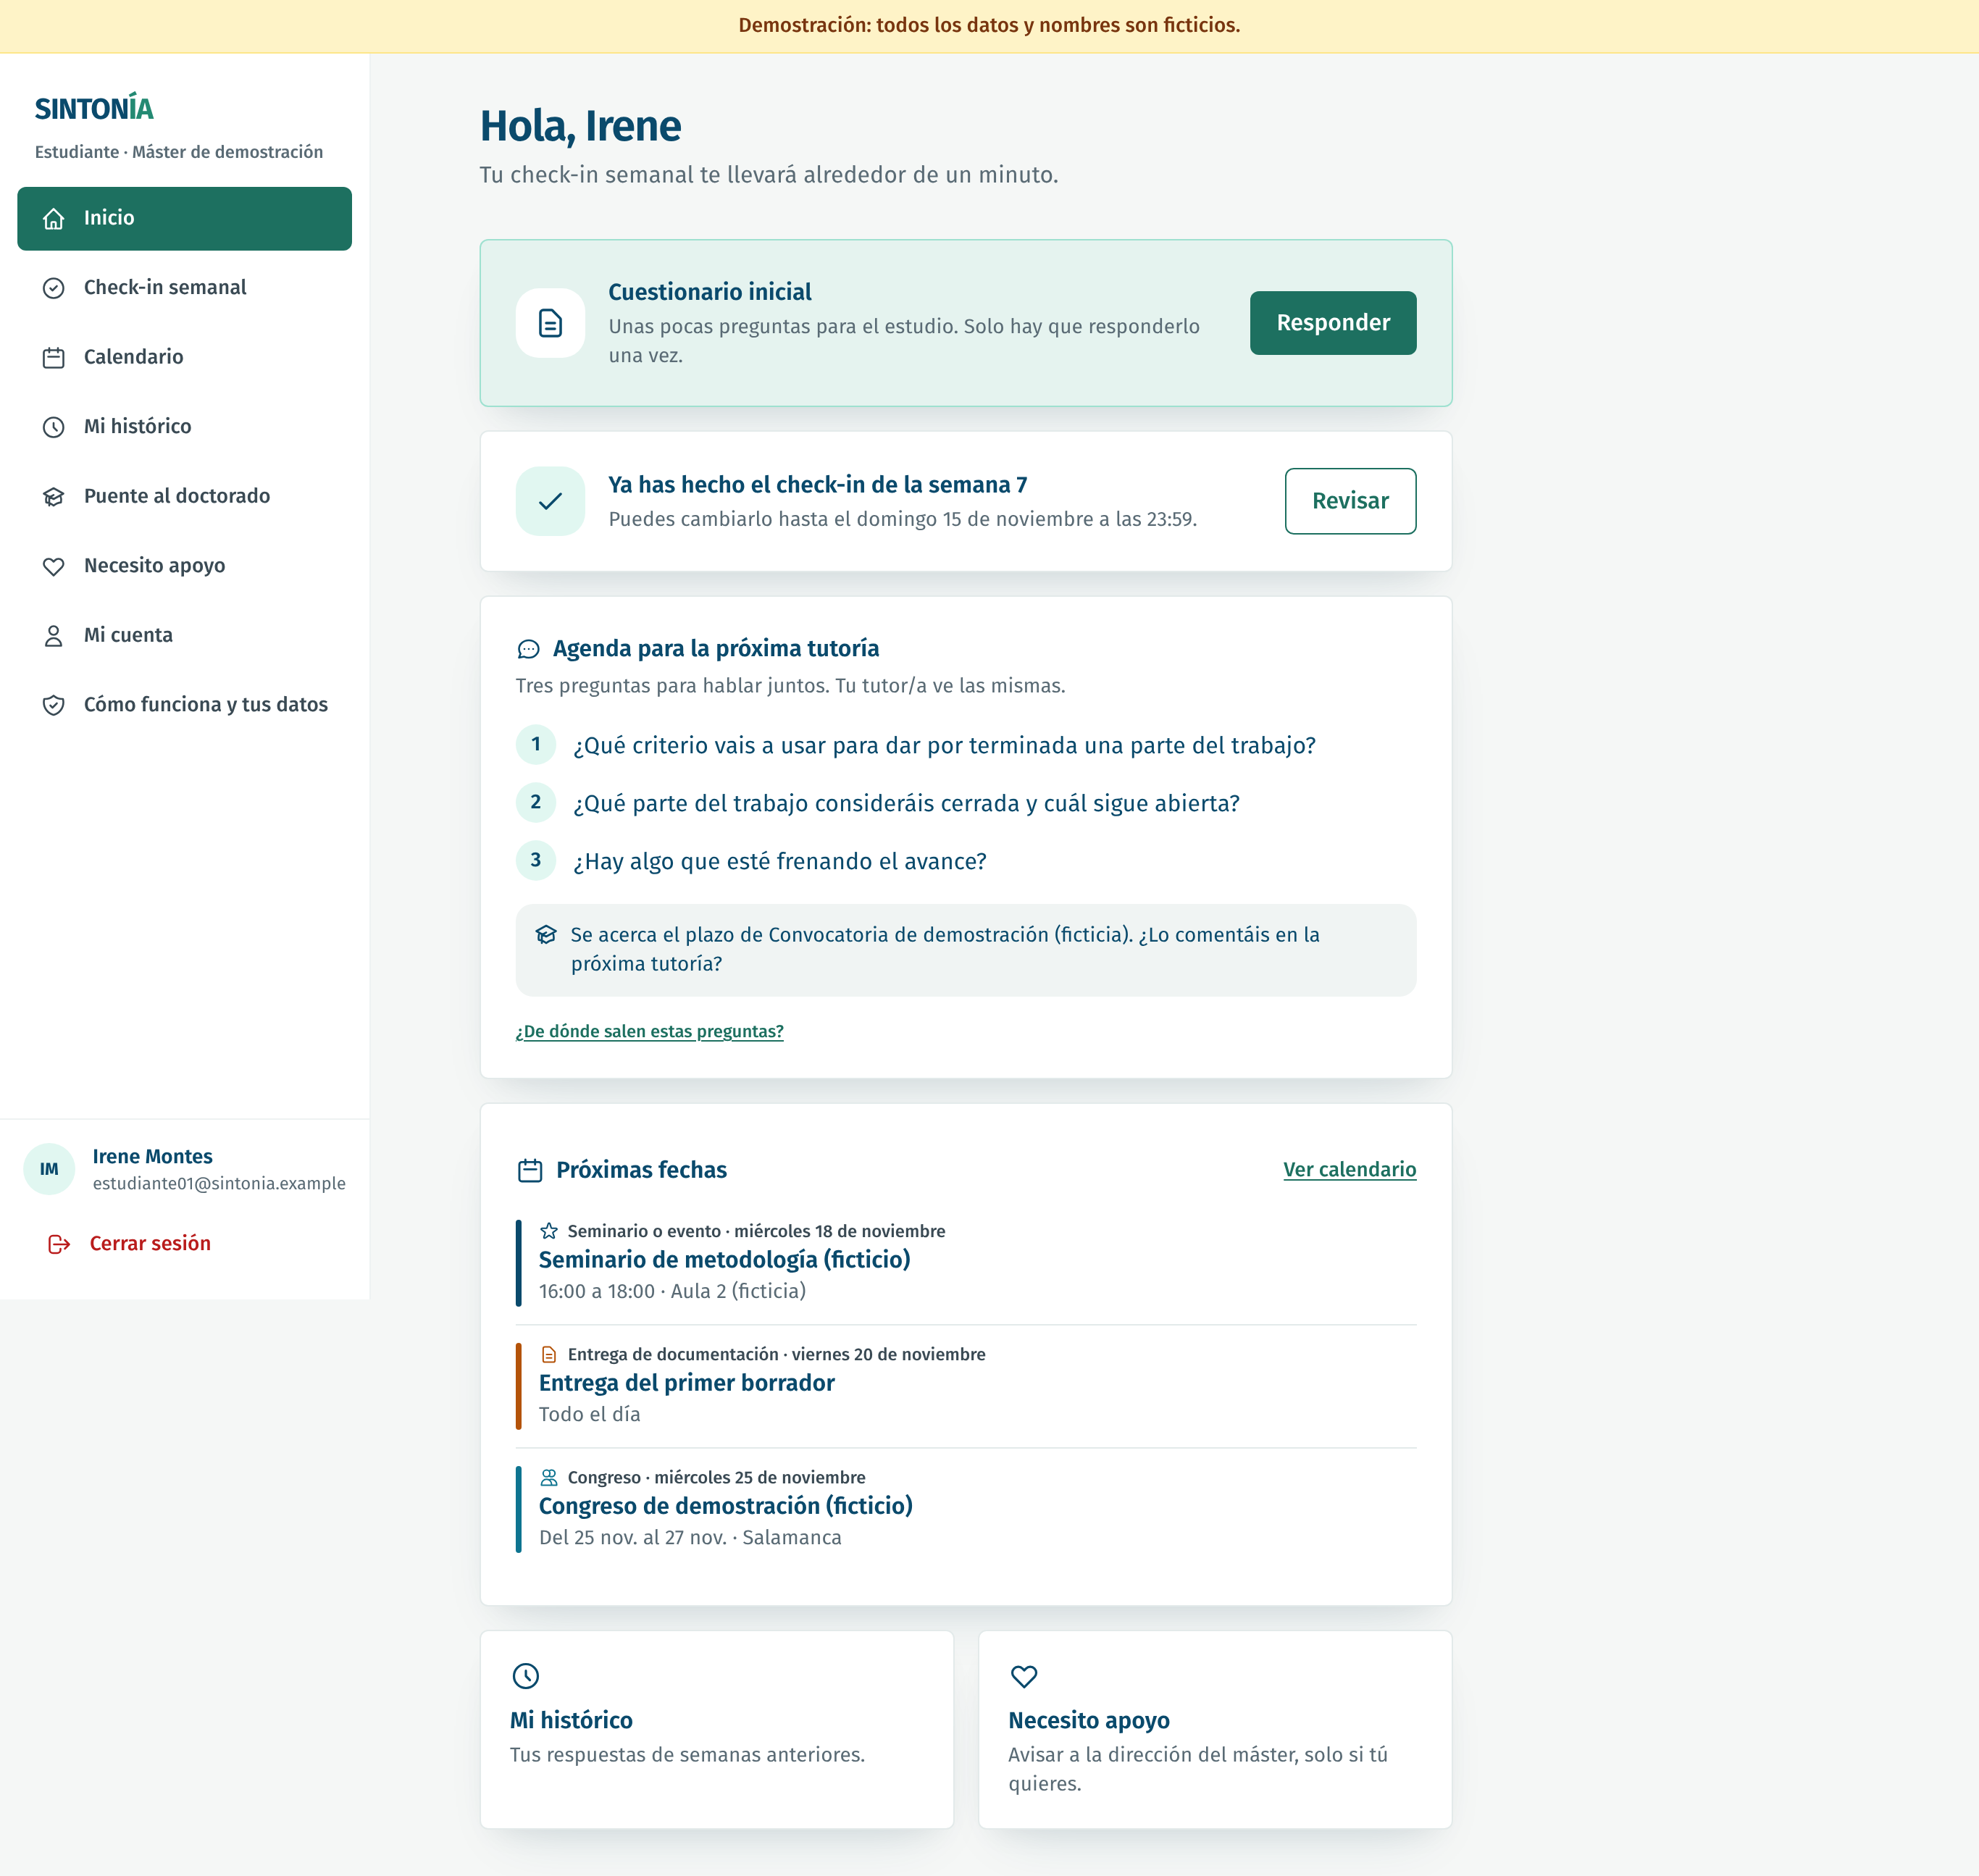 Demostración: todos los datos y nombres son ficticios.
SINTONÍA
Estudiante · Máster de demostración
Inicio
Check-in semanal
Calendario
Mi histórico
Puente al doctorado
Necesito apoyo
Mi cuenta
Cómo funciona y tus datos
IM
Irene Montes
estudiante01@sintonia.example
Cerrar sesión
Hola, Irene
Tu check-in semanal te llevará alrededor de un minuto.
Cuestionario inicial
Unas pocas preguntas para el estudio. Solo hay que responderlo
una vez.
Responder
Ya has hecho el check-in de la semana 7
Puedes cambiarlo hasta el domingo 15 de noviembre a las 23:59.
Revisar
Agenda para la próxima tutoría
Tres preguntas para hablar juntos. Tu tutor/a ve las mismas.
1 ¿Qué criterio vais a usar para dar por terminada una parte del trabajo?
2 ¿Qué parte del trabajo consideráis cerrada y cuál sigue abierta?
3 ¿Hay algo que esté frenando el avance?
Se acerca el plazo de Convocatoria de demostración (ficticia). ¿Lo comentáis en la
próxima tutoría?
¿De dónde salen estas preguntas?
Próximas fechas
Ver calendario
Seminario o evento · miércoles 18 de noviembre
Seminario de metodología (ficticio)
16:00 a 18:00 · Aula 2 (ficticia)
Entrega de documentación · viernes 20 de noviembre
Entrega del primer borrador
Todo el día
Congreso · miércoles 25 de noviembre
Congreso de demostración (ficticio)
Del 25 nov. al 27 nov. · Salamanca
Mi histórico
Tus respuestas de semanas anteriores.
Necesito apoyo
Avisar a la dirección del máster, solo si tú
quieres.